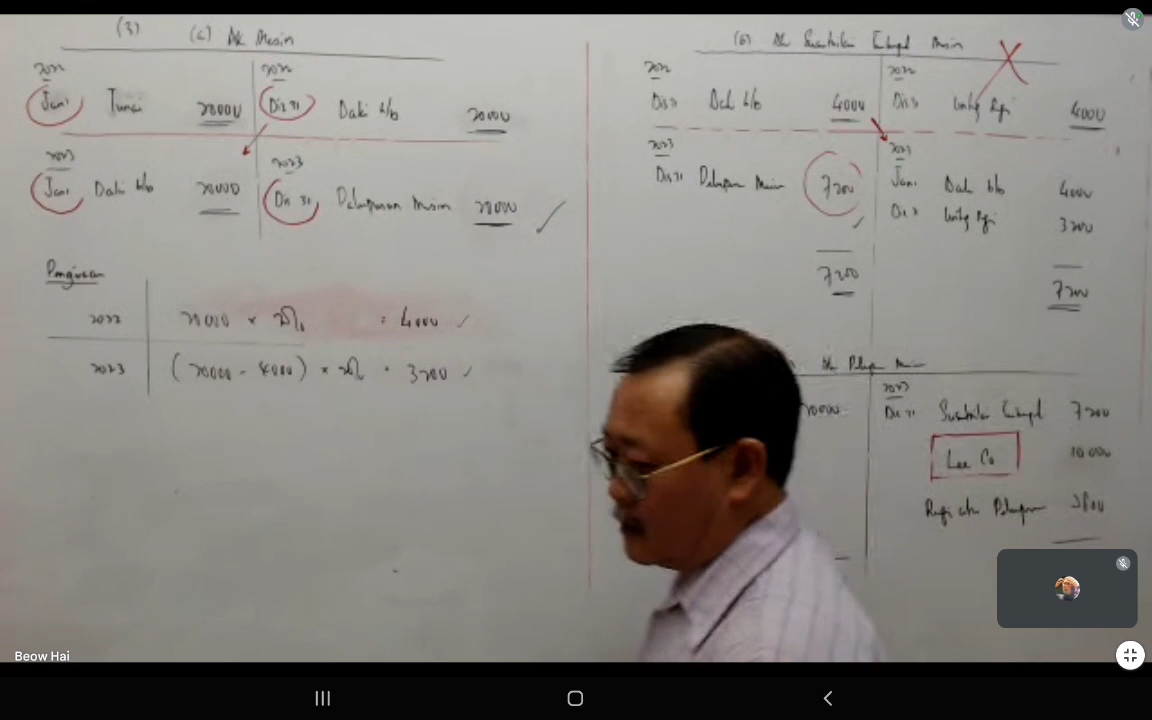 (3) (a) Ak Mesin
2022 2022
Jan 1 Tunai 20000 Dis 31 Baki h/b 20000
2023 2023
Jan 1 Baki b/b 20000 Dis 31 Pelupusan Mesin 20000
Pengiraan
2022 20000 × 20% = 4000
2023 (20000 - 4000) × 20% = 3200
(b) Ak Susutnilai Mesin
2022 2022
Dis 31 Baki h/b 4000 Dis 31 Untung Rugi 4000
2023 2023
Dis 31 Pelupusan Mesin 7200 Jan 1 Baki b/b 4000
Dis 31 Untung Rugi 3200
7200 7200
Ak Pelupusan Mesin
2023
20000 Dis 31 Susutnilai 7200
Lee Co 10000
Pelupusan 2800
Beow Hai